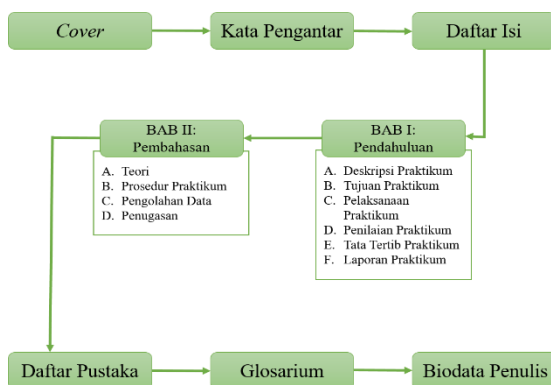 Cover
Kata Pengantar
Daftar Isi
BAB I:
Pendahuluan
A. Deskripsi Praktikum
B. Tujuan Praktikum
C. Pelaksanaan
Praktikum
D. Penilaian Praktikum
E. Tata Tertib Praktikum
F. Laporan Praktikum
BAB II:
Pembahasan
A. Teori
B. Prosedur Praktikum
C. Pengolahan Data
D. Penugasan
Daftar Pustaka
Glosarium
Biodata Penulis